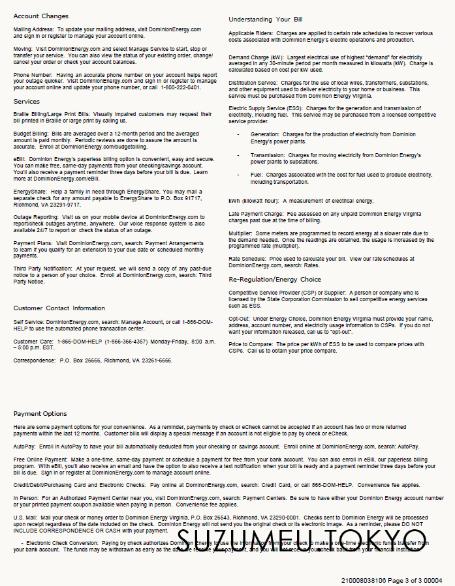 Account Changes
Mailing Address: To update your mailing address, visit DominionEnergy.com
and sign in or register to manage your account online.
Moving: Visit DominionEnergy.com and select Manage Service to start, stop or
transfer your service. You can also view the status of your existing order, change/
cancel your order or check your account balances.
Phone Number: Having an accurate phone number on your account helps report
your outage quicker. Visit DominionEnergy.com and sign in or register to manage
your account online and update your phone number, or call 1-866-222-0401.
Services
Braille Billing/Large Print Bills: Visually impaired customers may request their
bill printed in Braille or large print by calling us.
Budget Billing: Bills are averaged over a 12-month period and the averaged
amount is paid monthly. Periodic reviews are done to assure the amount is
accurate. Enroll at DominionEnergy.com/budgetbilling.
eBill: Dominion Energy's paperless billing option is convenient, easy and secure.
You can make free, same-day payments from your checking/savings account.
You'll also receive a payment reminder three days before your bill is due. Learn
more at DominionEnergy.com/eBill.
EnergyShare: Help a family in need through EnergyShare. You may mail a
separate check for any amount payable to EnergyShare to P.O. Box 91717,
Richmond, VA 23291-9717.
Outage Reporting: Visit us on your mobile device at DominionEnergy.com to
report/check outages anytime, anywhere. Our voice response system is also
available 24/7 to report or check the status of an outage.
Payment Plans: Visit DominionEnergy.com, search: Payment Arrangements
to learn if you qualify for an extension to your due date or scheduled monthly
payments.
Third Party Notification: At your request, we will send a copy of any past-due
notice to a person of your choice. Enroll at DominionEnergy.com, search: Third
Party Notice.
Customer Contact Information
Self Service: DominionEnergy.com, search: Manage Account, or call 1-866-DOM-
HELP to use the automated phone transaction center.
Customer Care: 1-866-DOM-HELP (1-866-366-4357) Monday-Friday, 8:00 a.m.
– 5:00 p.m. EST.
Correspondence: P.O. Box 26666, Richmond, VA 23261-6666.
Understanding Your Bill
Applicable Riders: Charges are applied to certain rate schedules to recover various
costs associated with Dominion Energy's electric operations and production.
Demand Charge (kW): Largest electrical use of highest "demand" for electricity
averaged in any 30-minute period per month measured in kilowatts (kW). Charge is
calculated based on cost per kW used.
Distribution Service: Charges for the use of local wires, transformers, substations,
and other equipment used to deliver electricity to your home or business. This
service must be purchased from Dominion Energy Virginia.
Electric Supply Service (ESS): Charges for the generation and transmission of
electricity, including fuel. This service may be purchased from a licensed competitive
service provider.
- Generation: Charges for the production of electricity from Dominion
Energy's power plants.
- Transmission: Charges for moving electricity from Dominion Energy's
power plants to substations.
- Fuel: Charges associated with the cost for fuel used to produce electricity,
including transportation.
kWh (kilowatt hour): A measurement of electrical energy.
Late Payment Charge: Fee assessed on any unpaid Dominion Energy Virginia
charges past due at the time of billing.
Multiplier: Some meters are programmed to record energy at a slower rate due to
the demand needed. Once the readings are obtained, the usage is increased by the
programmed rate (multiplier).
Rate Schedule: Price used to calculate your bill. View our rate schedules at
DominionEnergy.com, search: Rates.
Re-Regulation/Energy Choice
Competitive Service Provider (CSP) or Supplier: A person or company who is
licensed by the State Corporation Commission to sell competitive energy services
such as ESS.
Opt-Out: Under Energy Choice, Dominion Energy Virginia must provide your name,
address, account number, and electricity usage information to CSPs. If you do not
want your information released, call us to "opt-out".
Price to Compare: The price per kWh of ESS to be used to compare prices with
CSPs. Call us to obtain your price to compare.
Payment Options
Here are some payment options for your convenience. As a reminder, payments by check or eCheck cannot be accepted if an account has two or more returned
payments within the last 12 months. Customer bills will display a special message if an account is not eligible to pay by check or eCheck.
AutoPay: Enroll in AutoPay to have your bill automatically deducted from your checking or savings account. Enroll online at DominionEnergy.com, search: AutoPay.
Free Online Payment: Make a one-time, same-day payment or schedule a payment for free from your bank account. You can also enroll in eBill, our paperless billing
program. With eBill, you'll also receive an email and have the option to also receive a text notification when your bill is ready and a payment reminder three days before your
bill is due. Sign in or register at DominionEnergy.com to manage account online.
Credit/Debit/Purchasing Card and Electronic Checks: Pay online at DominionEnergy.com, search: Credit Card, or call 866-DOM-HELP. Convenience fee applies.
In Person: For an Authorized Payment Center near you, visit DominionEnergy.com, search: Payment Centers. Be sure to have either your Dominion Energy account number
or your printed payment coupon available when paying in person. Convenience fee applies.
U.S. Mail: Mail your check or money order to Dominion Energy Virginia, P.O. Box 26543, Richmond, VA 23290-0001. Checks sent to Dominion Energy will be processed
upon receipt regardless of the date included on the check. Dominion Energy will not send you the original check or its electronic image. As a reminder, please DO NOT
INCLUDE CORRESPONDENCE OR CASH with your payment.
- Electronic Check Conversion: Paying by check authorizes Dominion Energy to use the information from your check to make a one-time electronic funds transfer from
your bank account. The funds may be withdrawn as early as the date we receive your payment, and you will not receive your check back from your financial institution.
SUZUMEU TOKYO
210008038106 Page 3 of 3 00004